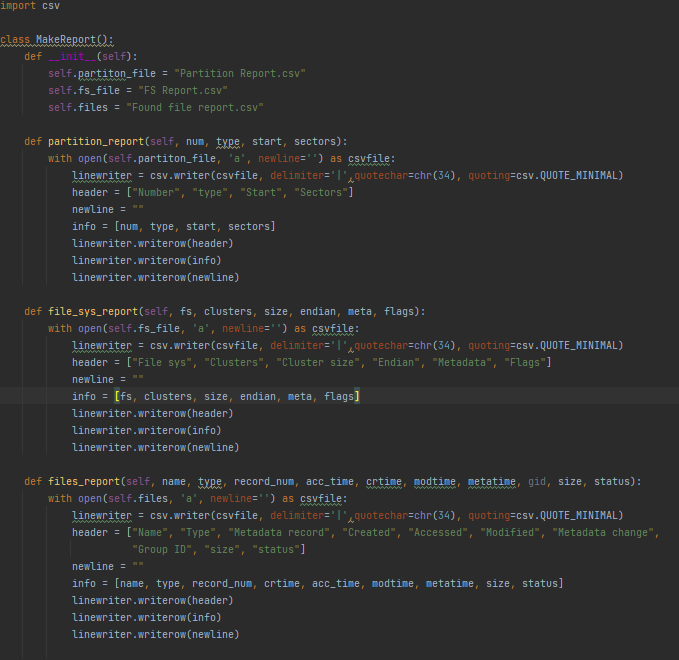 import csv
class MakeReport():
    def __init__(self):
        self.partiton_file = "Partition Report.csv"
        self.fs_file = "FS Report.csv"
        self.files = "Found file report.csv"
    def partition_report(self, num, type, start, sectors):
        with open(self.partiton_file, 'a', newline='') as csvfile:
            linewriter = csv.writer(csvfile, delimiter='|',quotechar=chr(34), quoting=csv.QUOTE_MINIMAL)
            header = ["Number", "type", "Start", "Sectors"]
            newline = ""
            info = [num, type, start, sectors]
            linewriter.writerow(header)
            linewriter.writerow(info)
            linewriter.writerow(newline)
    def file_sys_report(self, fs, clusters, size, endian, meta, flags):
        with open(self.fs_file, 'a', newline='') as csvfile:
            linewriter = csv.writer(csvfile, delimiter='|',quotechar=chr(34), quoting=csv.QUOTE_MINIMAL)
            header = ["File sys", "Clusters", "Cluster size", "Endian", "Metadata", "Flags"]
            newline = ""
            info = [fs, clusters, size, endian, meta, flags]
            linewriter.writerow(header)
            linewriter.writerow(info)
            linewriter.writerow(newline)
    def files_report(self, name, type, record_num, acc_time, crtime, modtime, metatime, gid, size, status):
        with open(self.files, 'a', newline='') as csvfile:
            linewriter = csv.writer(csvfile, delimiter='|',quotechar=chr(34), quoting=csv.QUOTE_MINIMAL)
            header = ["Name", "Type", "Metadata record", "Created", "Accessed", "Modified", "Metadata change",
                      "Group ID", "size", "status"]
            newline = ""
            info = [name, type, record_num, crtime, acc_time, modtime, metatime, size, status]
            linewriter.writerow(header)
            linewriter.writerow(info)
            linewriter.writerow(newline)